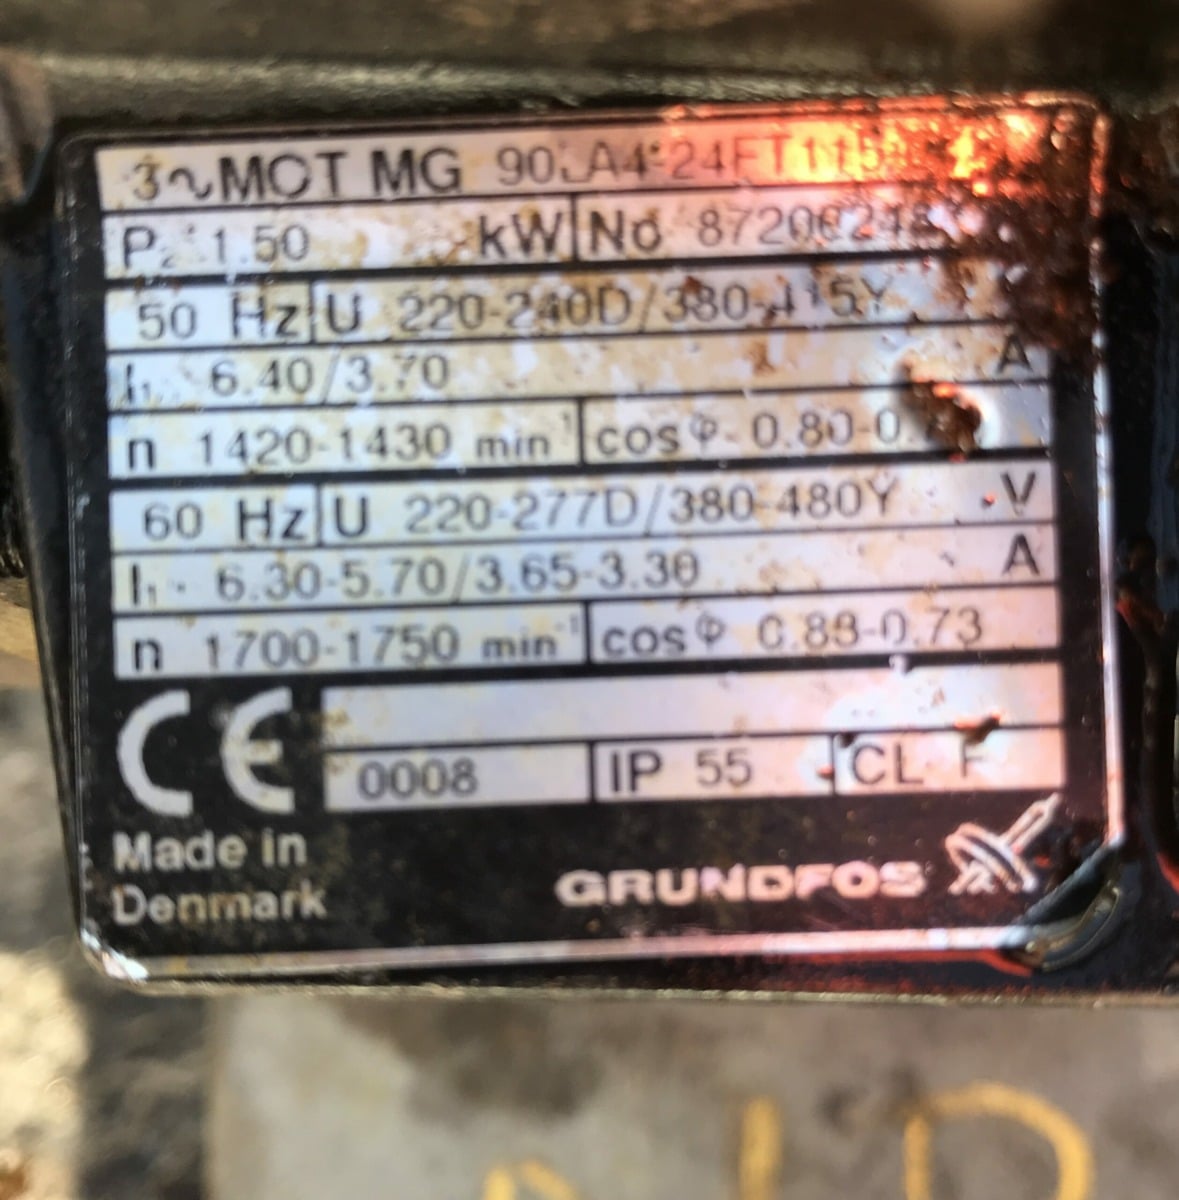 3∿MOT MG
P₂ 1.50 kW No
50 Hz U 220-240D/380-415Y
I₁ 6.40/3.70 A
n 1420-1430 min⁻¹ cos φ 0.80
60 Hz U 220-277D/380-480Y V
I₁ 6.30-5.70/3.65-3.30 A
n 1700-1750 min⁻¹ cos φ 0.88-0.73
CE
0008 IP 55 CL F
Made in
Denmark
GRUNDFOS